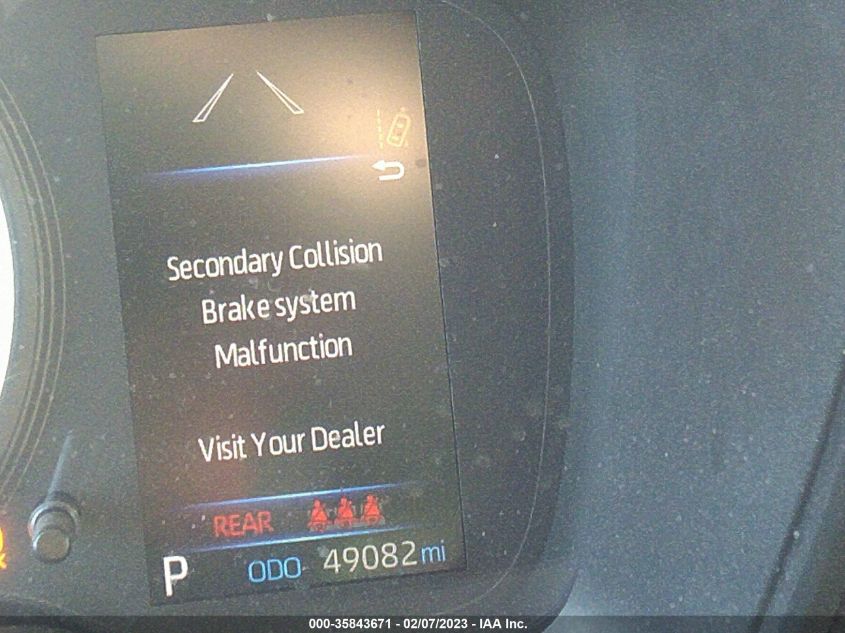 Secondary Collision
Brake system
Malfunction
Visit Your Dealer
REAR
P ODO 49082 mi
000-35843671 - 02/07/2023 - IAA Inc.